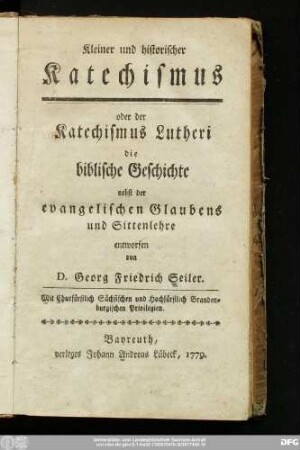 Kleiner und historischer
Katechismus
oder der
Katechismus Lutheri
die
biblische Geschichte
nebst der
evangelischen Glaubens
und Sittenlehre
entworfen
von
D. Georg Friedrich Seiler.
Mit Churfürstlich Sächsischen und Hochfürstlich Branden-
burgischen Privilegien.
Bayreuth,
verlegts Johann Andreas Lübeck, 1779.